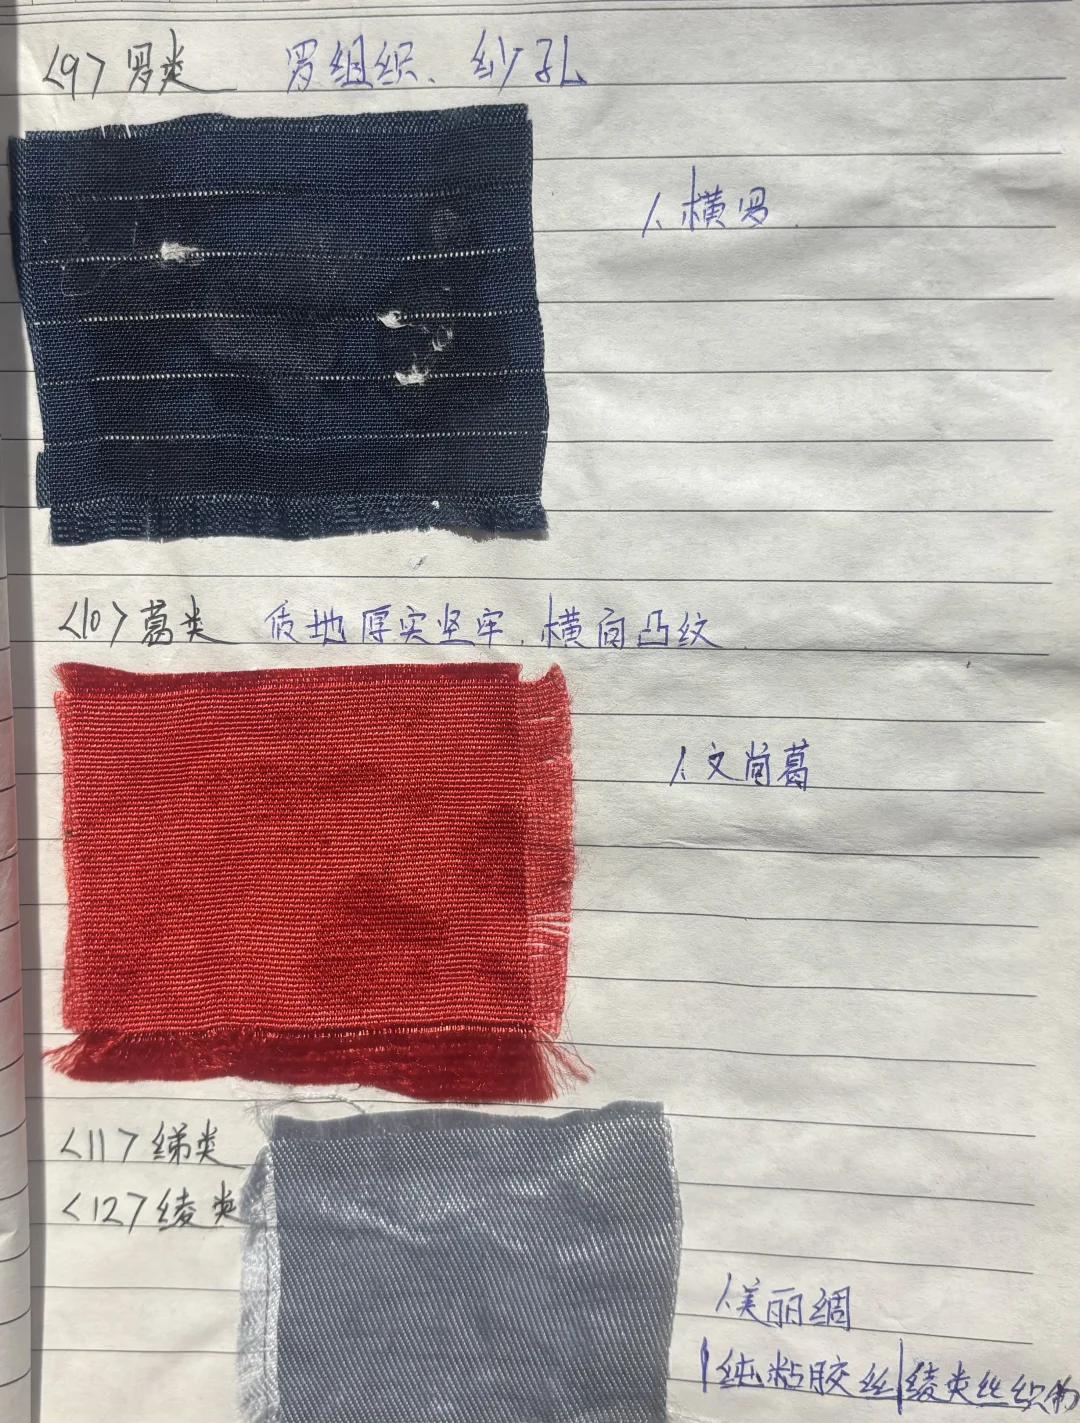 <9> 罗类 罗组织、纱孔
1、横罗.
<10> 葛类 质地厚实坚牢,横向凸纹.
1、文尚葛
<11> 绨类
<12> 绫类
1、美丽绸
|纯粘胶丝|绫类丝织物